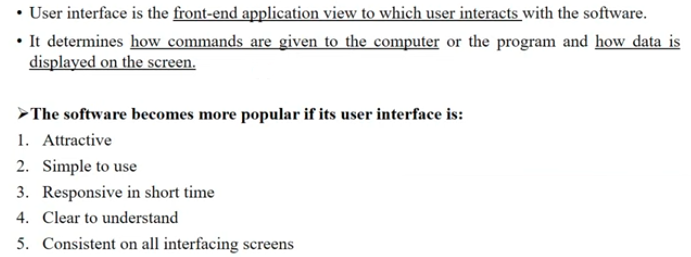 • User interface is the front-end application view to which user interacts with the software.
• It determines how commands are given to the computer or the program and how data is
displayed on the screen.
➢The software becomes more popular if its user interface is:
1. Attractive
2. Simple to use
3. Responsive in short time
4. Clear to understand
5. Consistent on all interfacing screens